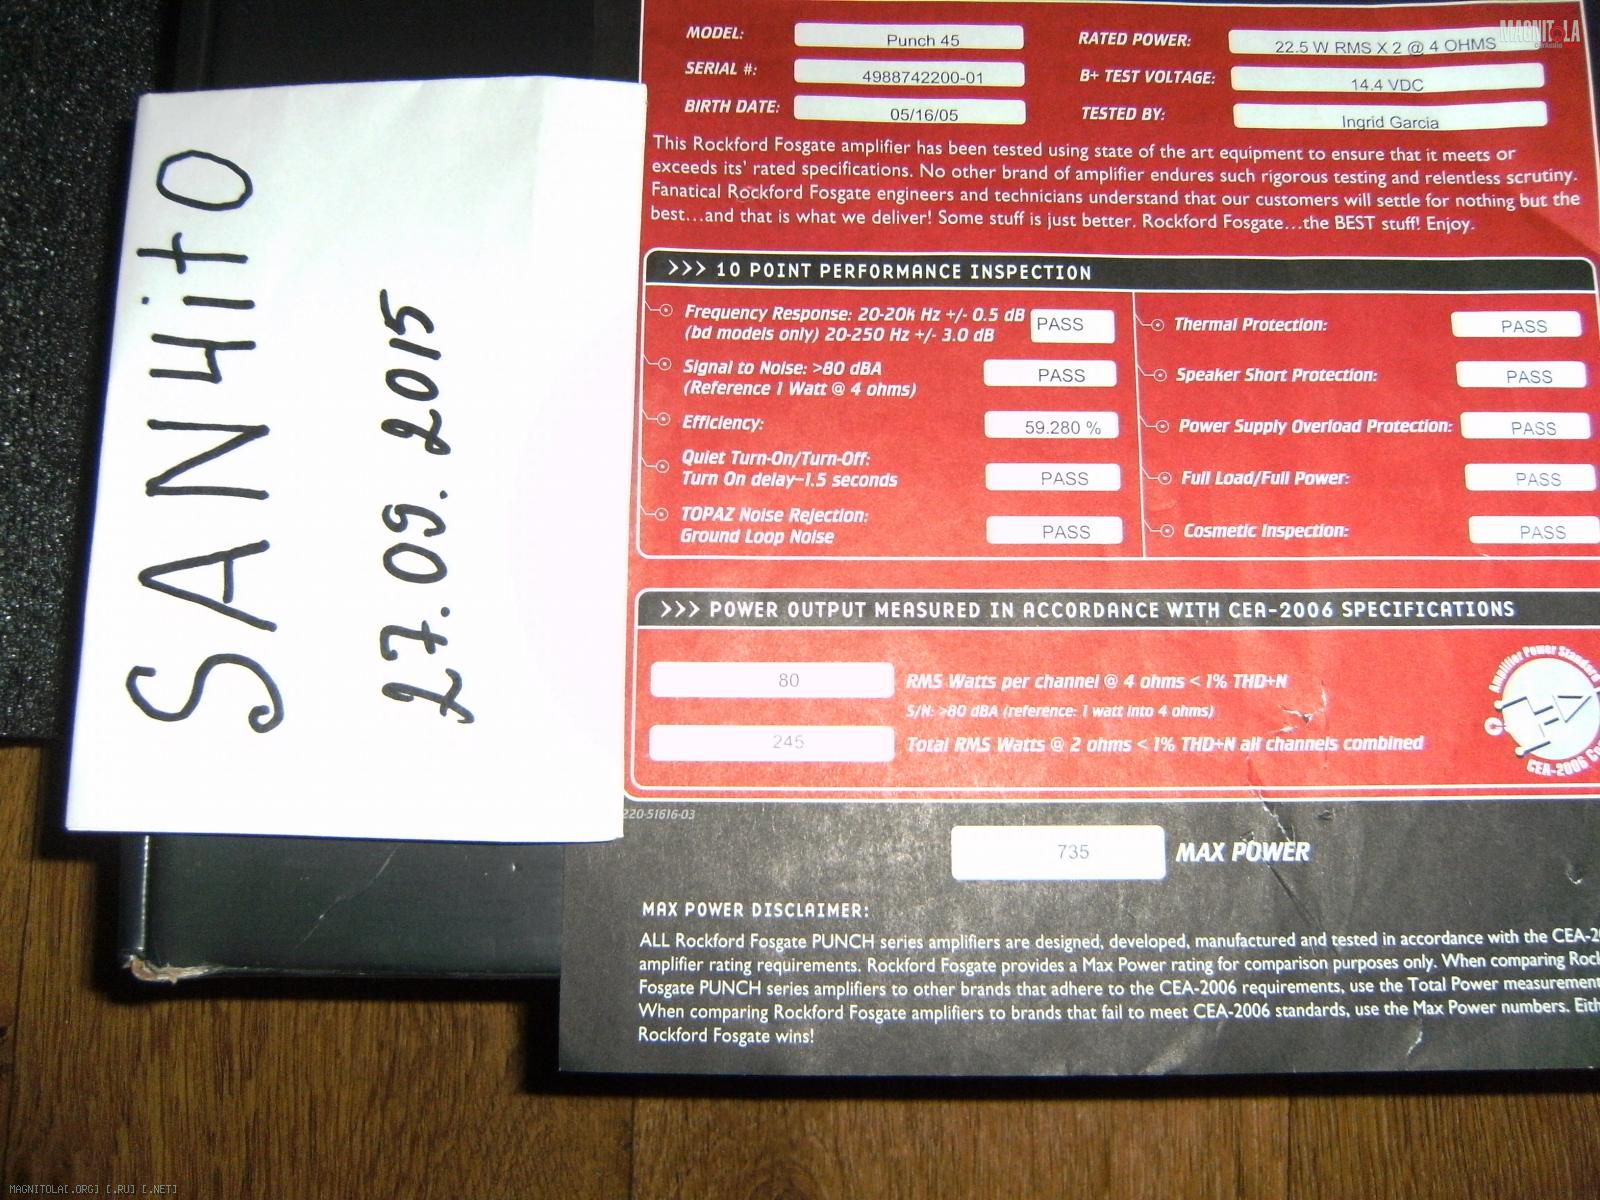 SANчito
27.09.2015
MAGNITOLA
MODEL: Punch 45
SERIAL #: 4988742200-01
BIRTH DATE: 05/16/05
RATED POWER: 22.5 W RMS X 2 @ 4 OHMS
B+ TEST VOLTAGE: 14.4 VDC
TESTED BY: Ingrid Garcia
This Rockford Fosgate amplifier has been tested using state of the art equipment to ensure that it meets or
exceeds its' rated specifications. No other brand of amplifier endures such rigorous testing and relentless scrutiny.
Fanatical Rockford Fosgate engineers and technicians understand that our customers will settle for nothing but the
best...and that is what we deliver! Some stuff is just better. Rockford Fosgate...the BEST stuff! Enjoy.
>>> 10 POINT PERFORMANCE INSPECTION
Frequency Response: 20-20k Hz +/- 0.5 dB PASS
(bd models only) 20-250 Hz +/- 3.0 dB
Signal to Noise: >80 dBA PASS
(Reference 1 Watt @ 4 ohms)
Efficiency: 59.280 %
Quiet Turn-On/Turn-Off: PASS
Turn On delay~1.5 seconds
TOPAZ Noise Rejection: PASS
Ground Loop Noise
Thermal Protection: PASS
Speaker Short Protection: PASS
Power Supply Overload Protection: PASS
Full Load/Full Power: PASS
Cosmetic Inspection: PASS
>>> POWER OUTPUT MEASURED IN ACCORDANCE WITH CEA-2006 SPECIFICATIONS
80 RMS Watts per channel @ 4 ohms < 1% THD+N
S/N: >80 dBA (reference: 1 watt into 4 ohms)
245 Total RMS Watts @ 2 ohms < 1% THD+N all channels combined
Amplifier Power Standard
CEA-2006 Co
220-51616-03
735 MAX POWER
MAX POWER DISCLAIMER:
ALL Rockford Fosgate PUNCH series amplifiers are designed, developed, manufactured and tested in accordance with the CEA-2
amplifier rating requirements. Rockford Fosgate provides a Max Power rating for comparison purposes only. When comparing Roc
Fosgate PUNCH series amplifiers to other brands that adhere to the CEA-2006 requirements, use the Total Power measurement
When comparing Rockford Fosgate amplifiers to brands that fail to meet CEA-2006 standards, use the Max Power numbers. Eith
Rockford Fosgate wins!
MAGNITOLA[.ORG] [.RU] [.NET]